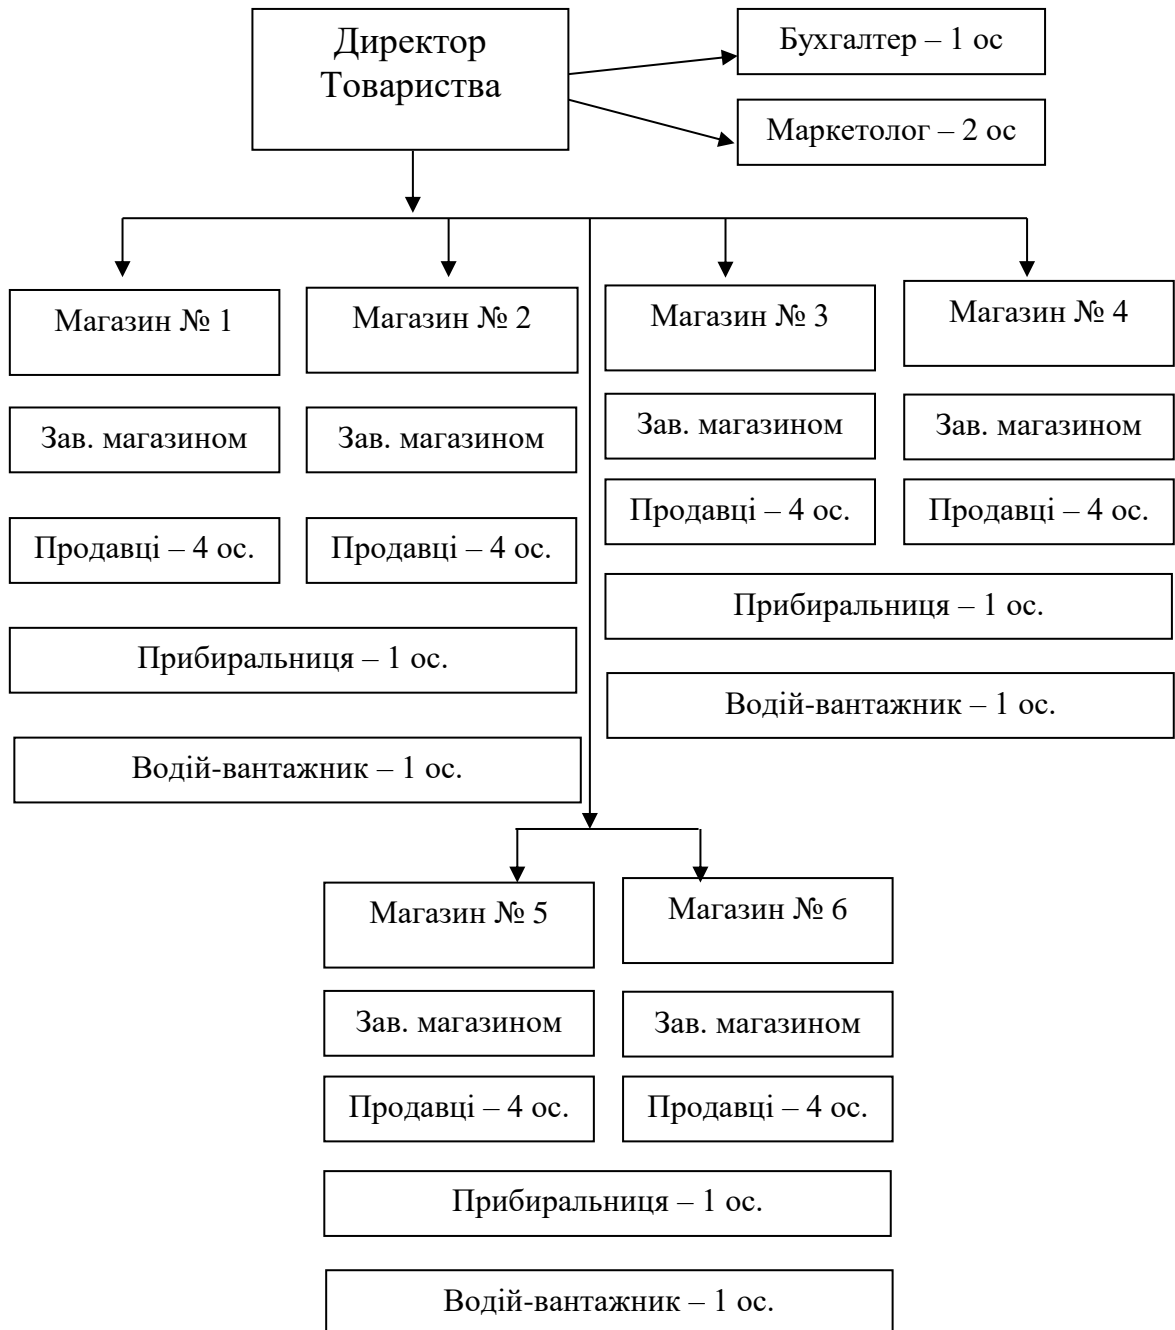 Директор
Товариства
Бухгалтер – 1 ос
Маркетолог – 2 ос
Магазин № 1
Магазин № 2
Магазин № 3
Магазин № 4
Зав. магазином
Зав. магазином
Зав. магазином
Зав. магазином
Продавці – 4 ос.
Продавці – 4 ос.
Продавці – 4 ос.
Продавці – 4 ос.
Прибиральниця – 1 ос.
Прибиральниця – 1 ос.
Водій-вантажник – 1 ос.
Водій-вантажник – 1 ос.
Магазин № 5
Магазин № 6
Зав. магазином
Зав. магазином
Продавці – 4 ос.
Продавці – 4 ос.
Прибиральниця – 1 ос.
Водій-вантажник – 1 ос.